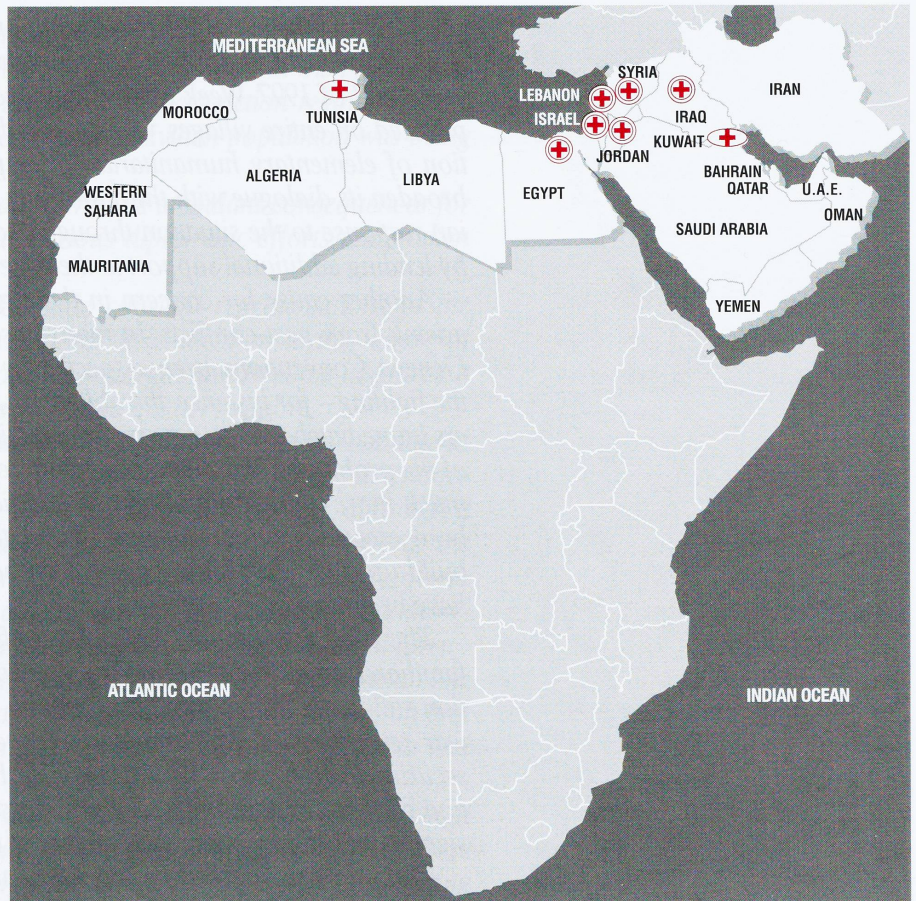 MEDITERRANEAN SEA
SYRIA
LEBANON
IRAN
MOROCCO
TUNISIA
ISRAEL
IRAQ
KUWAIT
JORDAN
ALGERIA
LIBYA
EGYPT
BAHRAIN
QATAR
U.A.E.
WESTERN
SAHARA
OMAN
SAUDI ARABIA
MAURITANIA
YEMEN
ATLANTIC OCEAN
INDIAN OCEAN